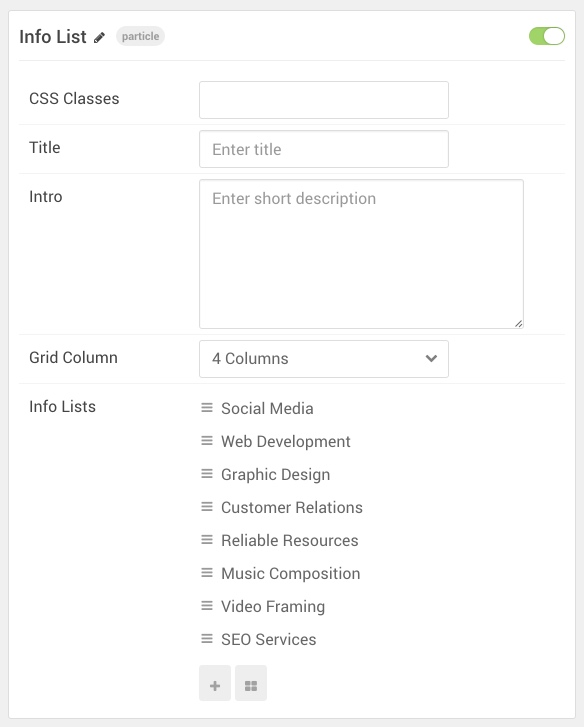 Info List particle
CSS Classes
Title Enter title
Intro Enter short description
Grid Column 4 Columns
Info Lists Social Media
Web Development
Graphic Design
Customer Relations
Reliable Resources
Music Composition
Video Framing
SEO Services